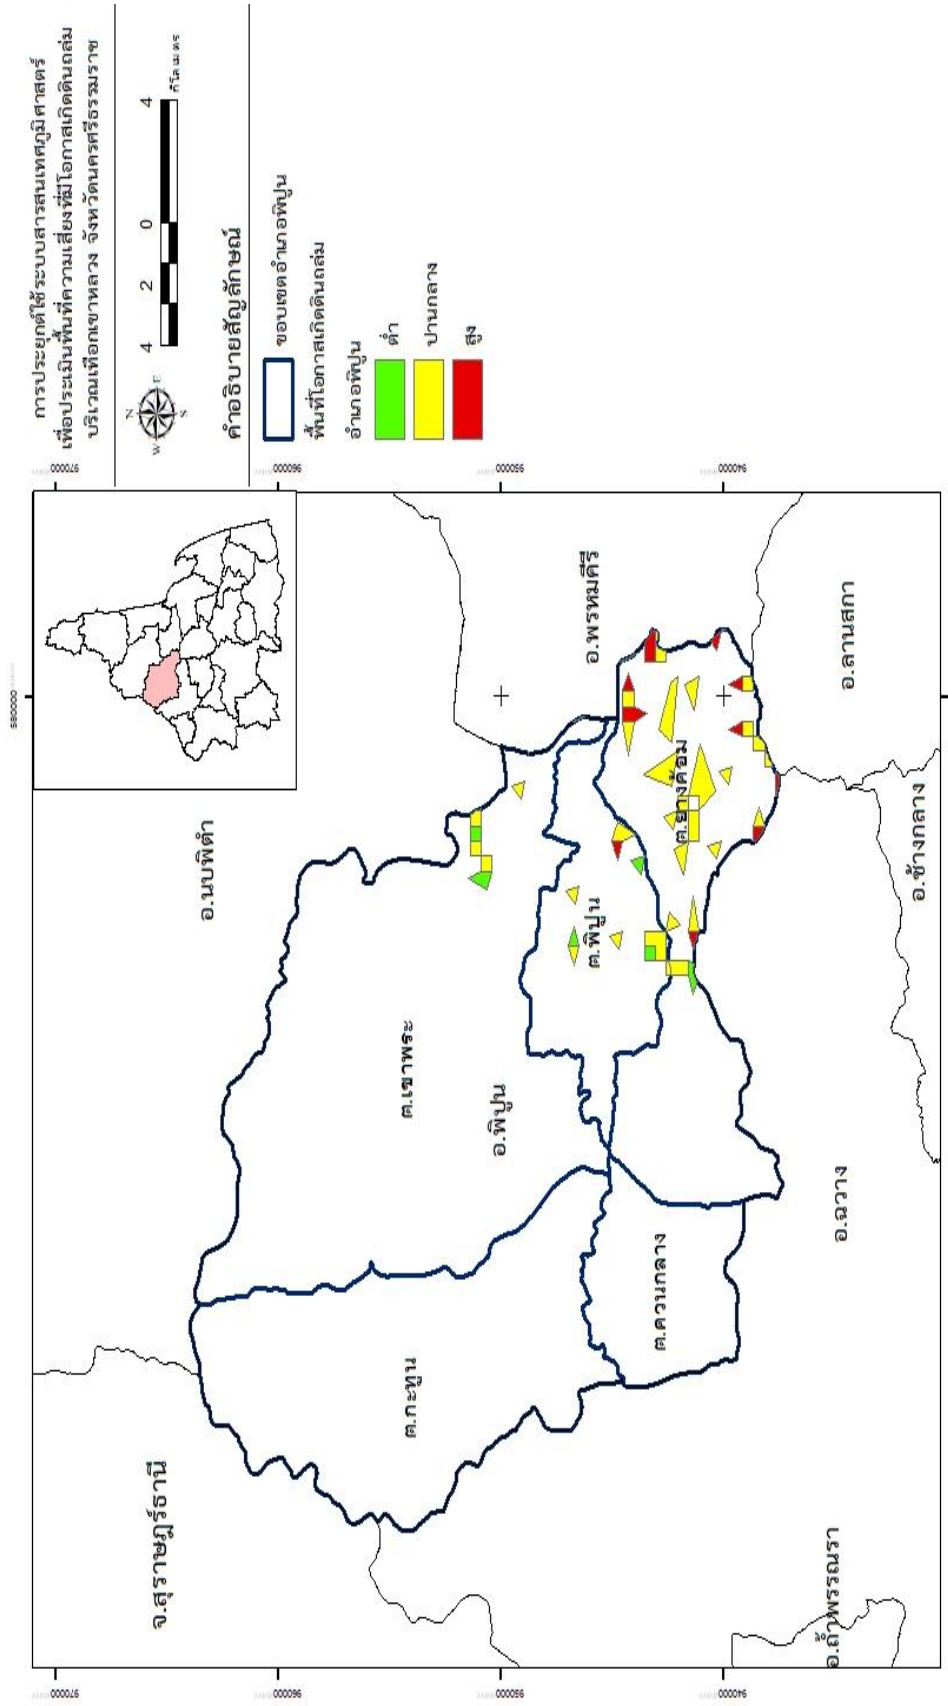 การประยุกต์ใช้ระบบสารสนเทศภูมิศาสตร์
เพื่อประเมินพื้นที่ความเสี่ยงที่มีโอกาสเกิดดินถล่ม
บริเวณเทือกเขาหลวง จังหวัดนครศรีธรรมราช
N
W E
S
4 2 0 4
กิโลเมตร
คำอธิบายสัญลักษณ์
ขอบเขตอำเภอพิปูน
พื้นที่โอกาสเกิดดินถล่ม
อำเภอพิปูน
ต่ำ
ปานกลาง
สูง
จ.สุราษฎร์ธานี
อ.นบพิตำ
อ.พรหมคีรี
ต.กะทูน
ต.เขาพระ
อ.พิปูน
ต.พิปูน
ต.ยางค้อม
ต.ควนกลาง
อ.ลานสกา
อ.ฉวาง
อ.ช้างกลาง
อ.ถ้ำพรรณรา